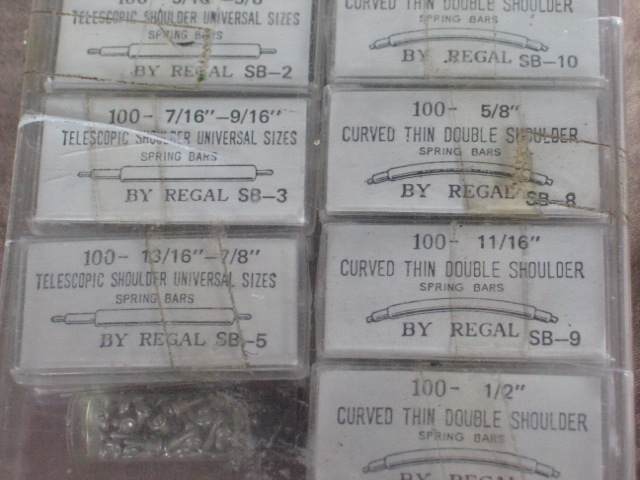 TELESCOPIC SHOULDER UNIVERSAL SIZES
SPRING BARS
BY REGAL SB-2
100- 7/16"-9/16"
TELESCOPIC SHOULDER UNIVERSAL SIZES
SPRING BARS
BY REGAL SB-3
100- 13/16"-7/8"
TELESCOPIC SHOULDER UNIVERSAL SIZES
SPRING BARS
BY REGAL SB-5
CURVED THIN DOUBLE SHOULDER
SPRING BARS
BY REGAL SB-10
100- 5/8"
CURVED THIN DOUBLE SHOULDER
SPRING BARS
BY REGAL SB-8
100- 11/16"
CURVED THIN DOUBLE SHOULDER
SPRING BARS
BY REGAL SB-9
100- 1/2"
CURVED THIN DOUBLE SHOULDER
SPRING BARS
BY REGAL